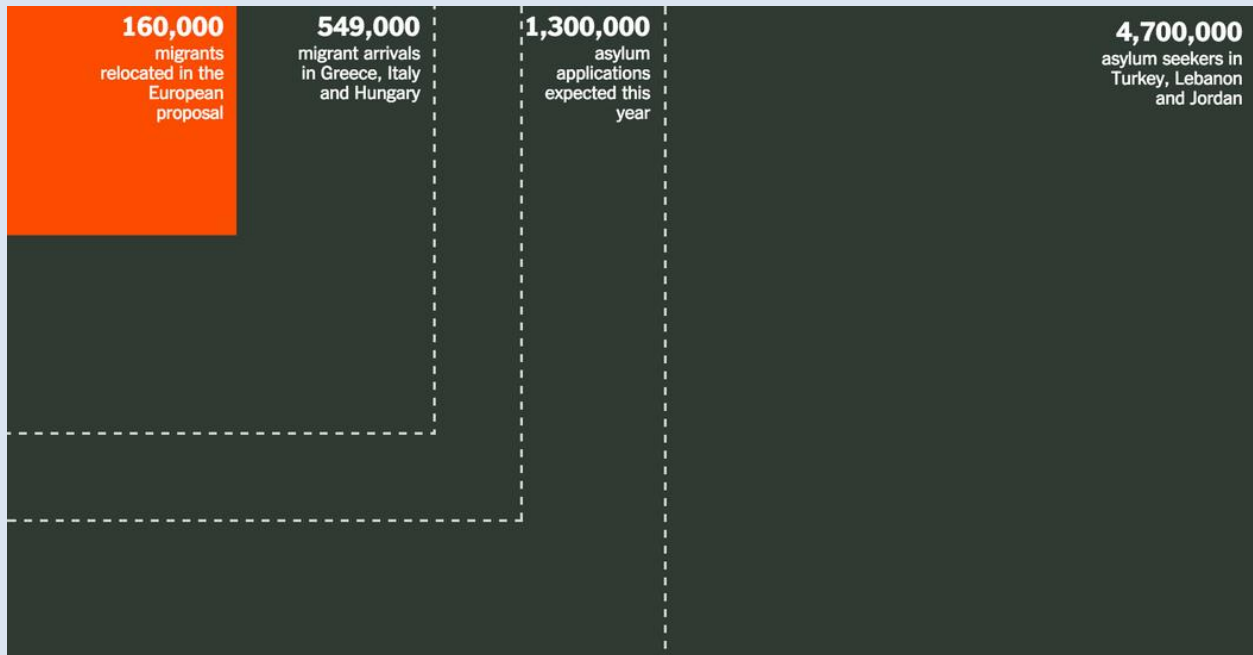 160,000
migrants
relocated in the
European
proposal
549,000
migrant arrivals
in Greece, Italy
and Hungary
1,300,000
asylum
applications
expected this
year
4,700,000
asylum seekers in
Turkey, Lebanon
and Jordan